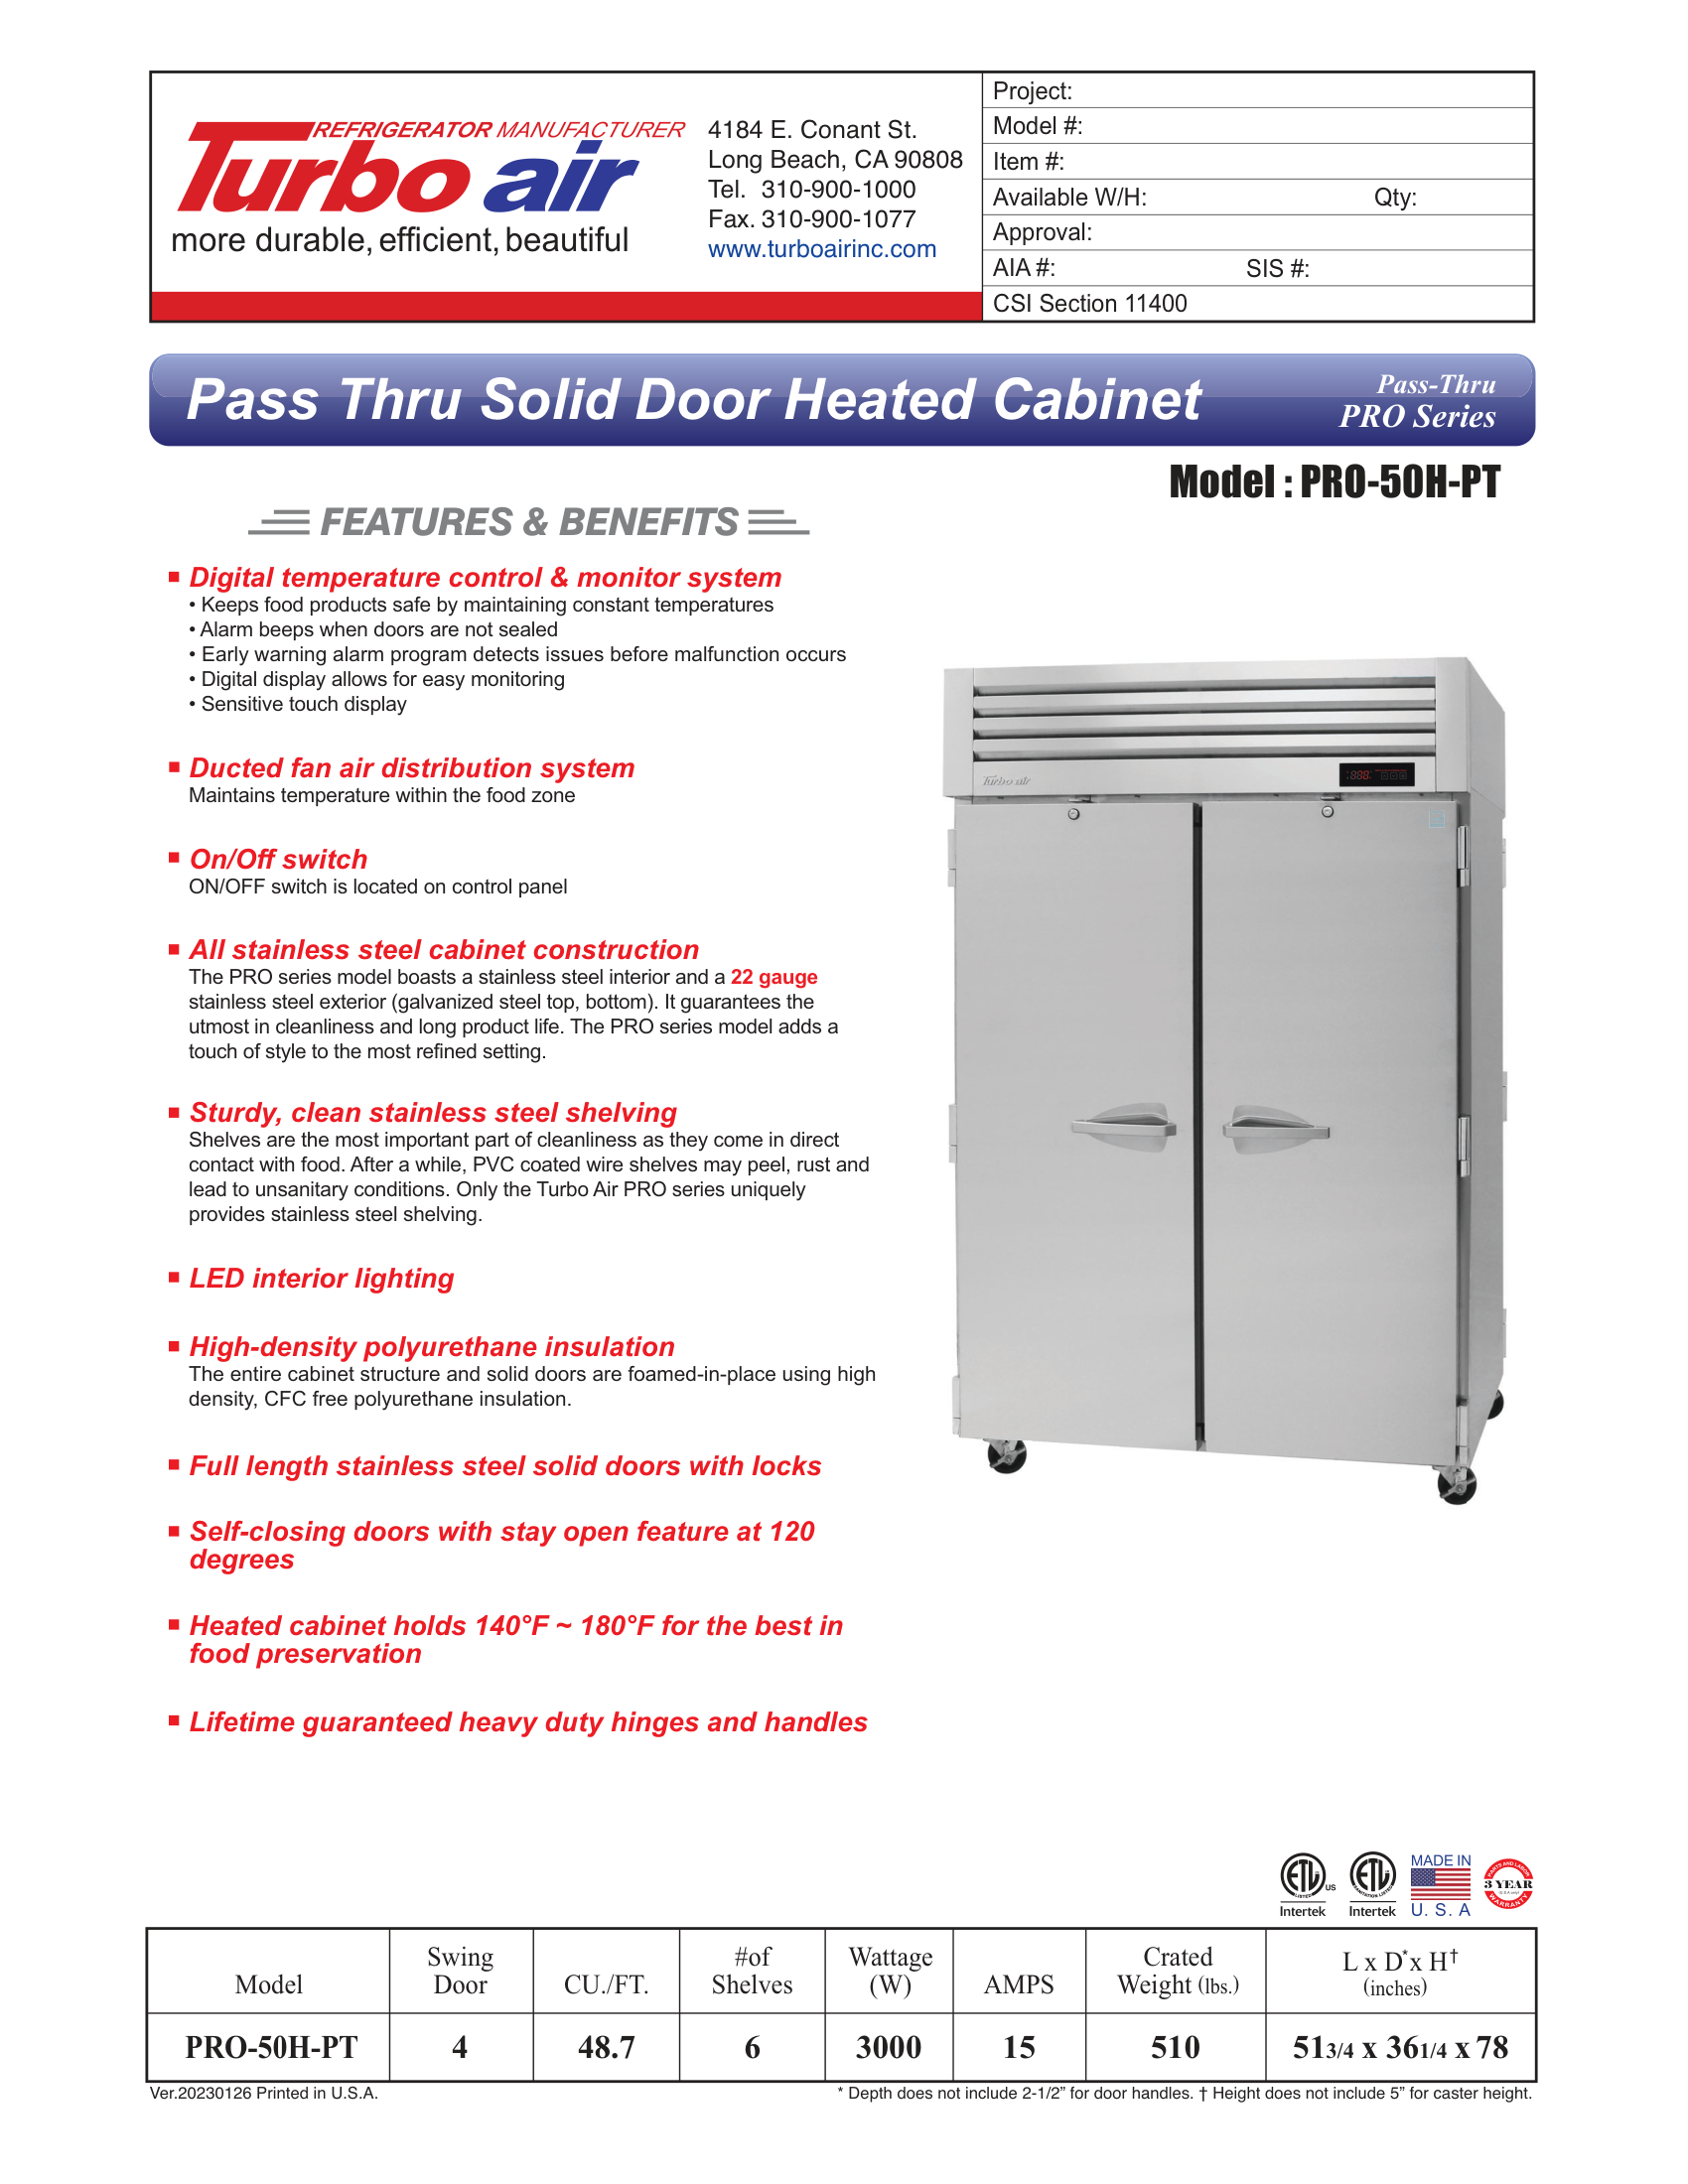 REFRIGERATOR MANUFACTURER
Turbo air
more durable, efficient, beautiful
4184 E. Conant St.
Long Beach, CA 90808
Tel. 310-900-1000
Fax. 310-900-1077
www.turboairinc.com
Project:
Model #:
Item #:
Available W/H: Qty:
Approval:
AIA #: SIS #:
CSI Section 11400
Pass Thru Solid Door Heated Cabinet
Pass-Thru
PRO Series
Model : PRO-50H-PT
FEATURES & BENEFITS
Digital temperature control & monitor system
• Keeps food products safe by maintaining constant temperatures
• Alarm beeps when doors are not sealed
• Early warning alarm program detects issues before malfunction occurs
• Digital display allows for easy monitoring
• Sensitive touch display
Ducted fan air distribution system
Maintains temperature within the food zone
On/Off switch
ON/OFF switch is located on control panel
All stainless steel cabinet construction
The PRO series model boasts a stainless steel interior and a 22 gauge
stainless steel exterior (galvanized steel top, bottom). It guarantees the
utmost in cleanliness and long product life. The PRO series model adds a
touch of style to the most refined setting.
Sturdy, clean stainless steel shelving
Shelves are the most important part of cleanliness as they come in direct
contact with food. After a while, PVC coated wire shelves may peel, rust and
lead to unsanitary conditions. Only the Turbo Air PRO series uniquely
provides stainless steel shelving.
LED interior lighting
High-density polyurethane insulation
The entire cabinet structure and solid doors are foamed-in-place using high
density, CFC free polyurethane insulation.
Full length stainless steel solid doors with locks
Self-closing doors with stay open feature at 120
degrees
Heated cabinet holds 140°F ~ 180°F for the best in
food preservation
Lifetime guaranteed heavy duty hinges and handles
Turbo air
888
ETL US
LISTED
Intertek
ETL
SANITATION LISTED
Intertek
MADE IN
U. S. A
PARTS AND LABOR
3 YEAR
WARRANTY
Model
Swing
Door
CU./FT.
#of
Shelves
Wattage
(W)
AMPS
Crated
Weight (lbs.)
L x D* x H†
(inches)
PRO-50H-PT 4 48.7 6 3000 15 510 51 3/4 x 36 1/4 x 78
Ver.20230126 Printed in U.S.A.
* Depth does not include 2-1/2” for door handles. † Height does not include 5” for caster height.